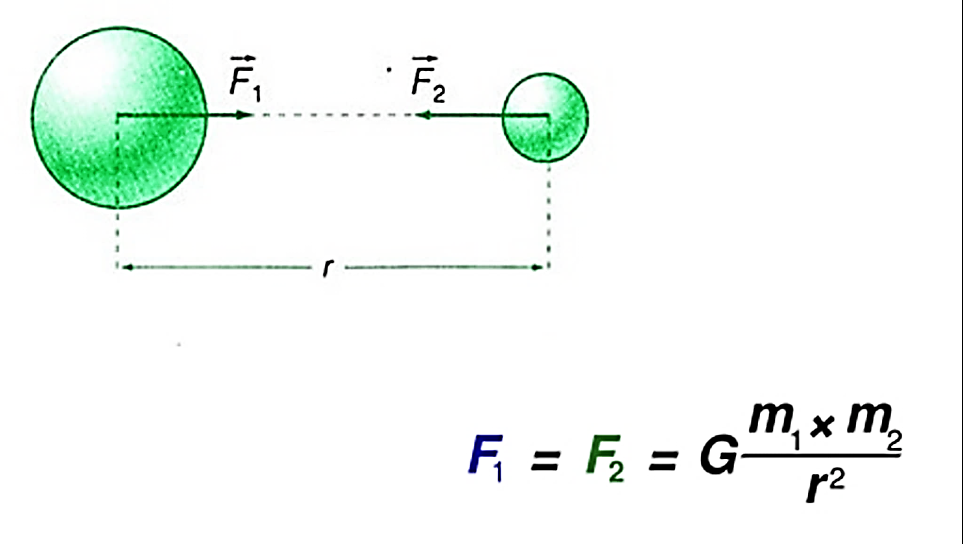 F⃗₁ F⃗₂
r
F₁ = F₂ = G (m₁ × m₂) / r²